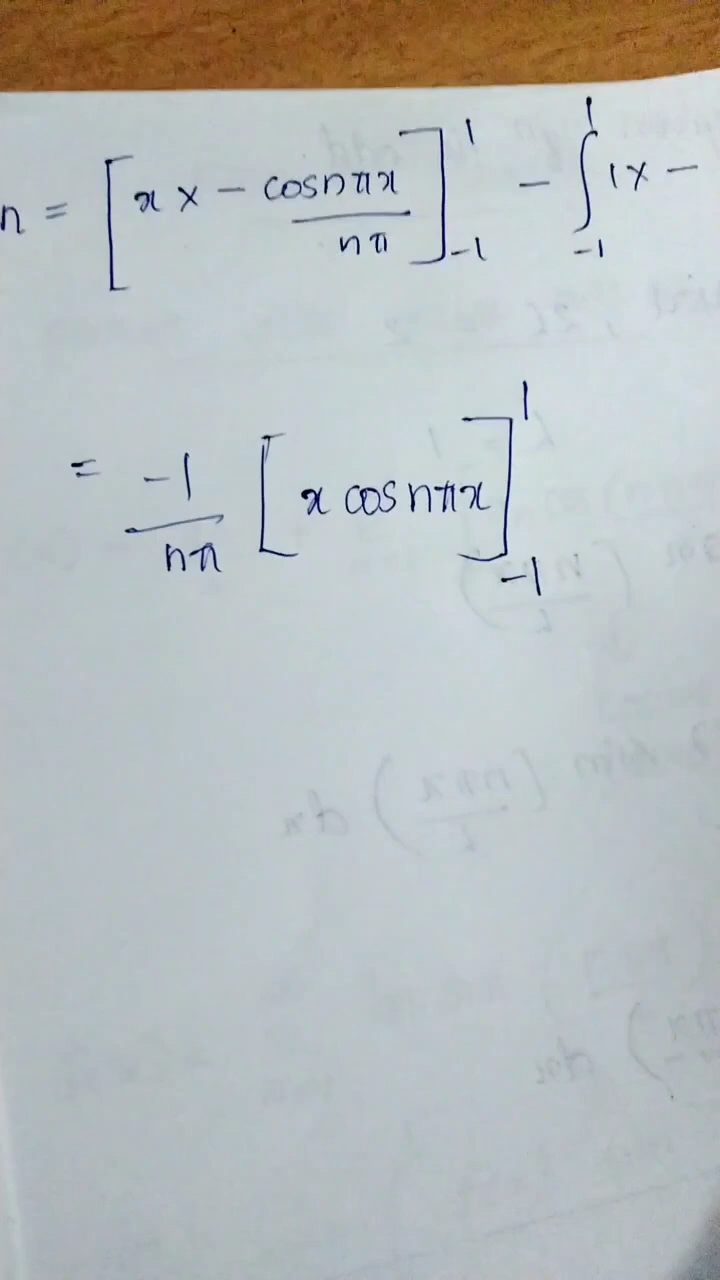 n = [ x × - cosnπx / nπ ]₋₁¹ - ∫₋₁¹ 1× -
= -1 / nπ [ x cosnπx ]₋₁¹